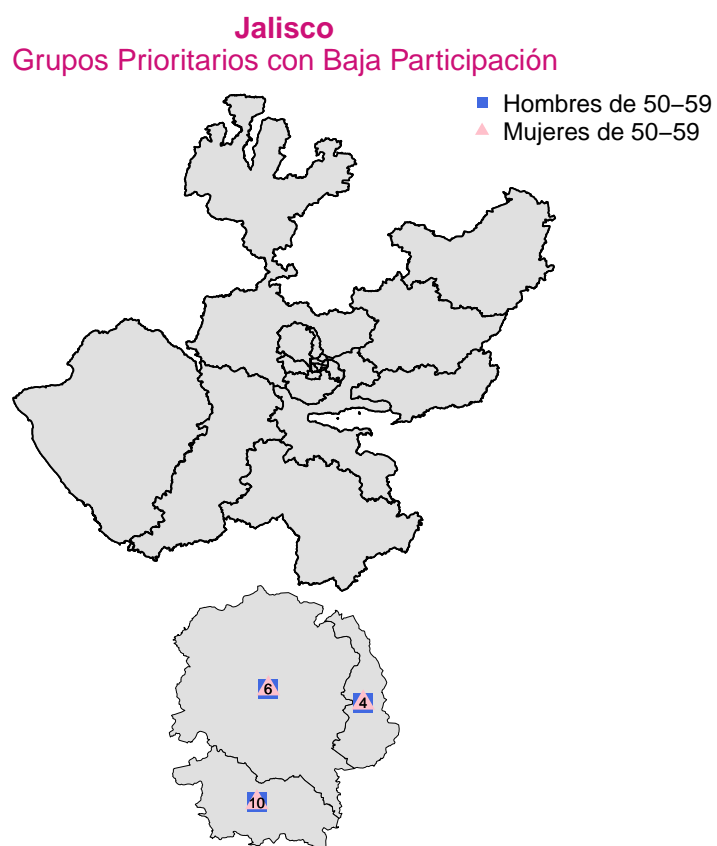 Jalisco
Grupos Prioritarios con Baja Participación
Hombres de 50–59
Mujeres de 50–59
6
4
10